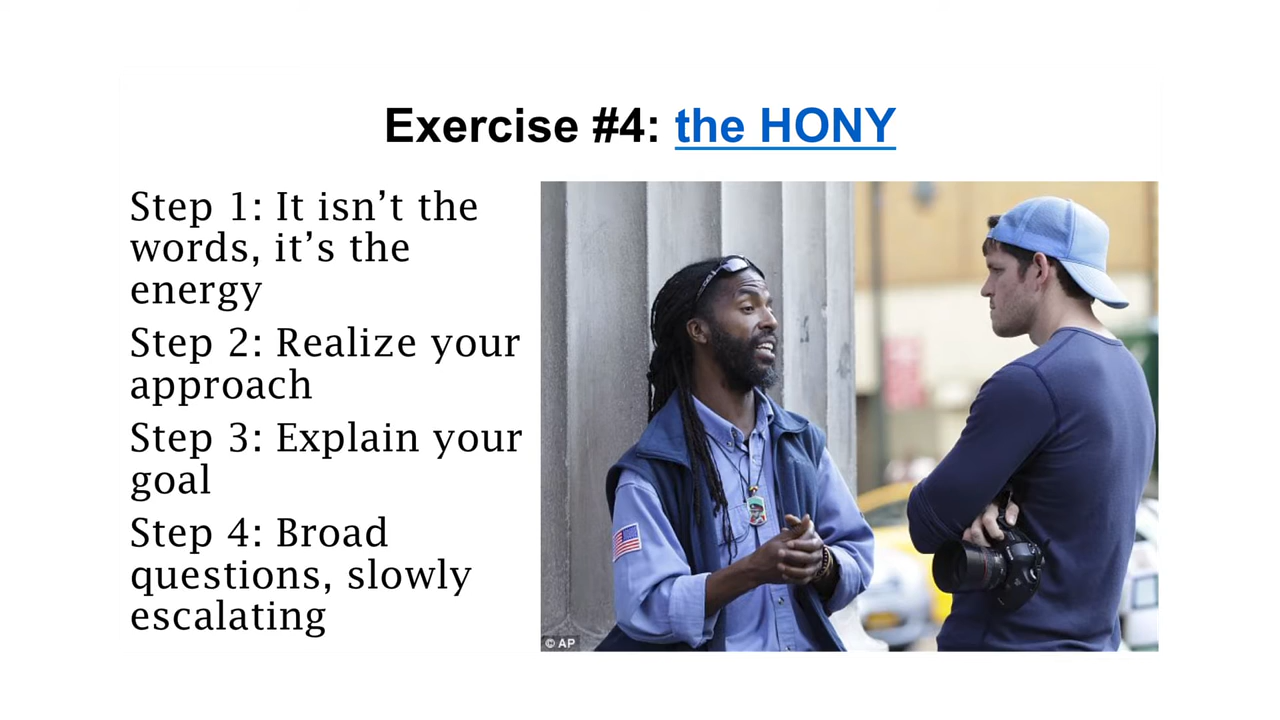 Exercise #4: the HONY
Step 1: It isn’t the
words, it’s the
energy
Step 2: Realize your
approach
Step 3: Explain your
goal
Step 4: Broad
questions, slowly
escalating
© AP